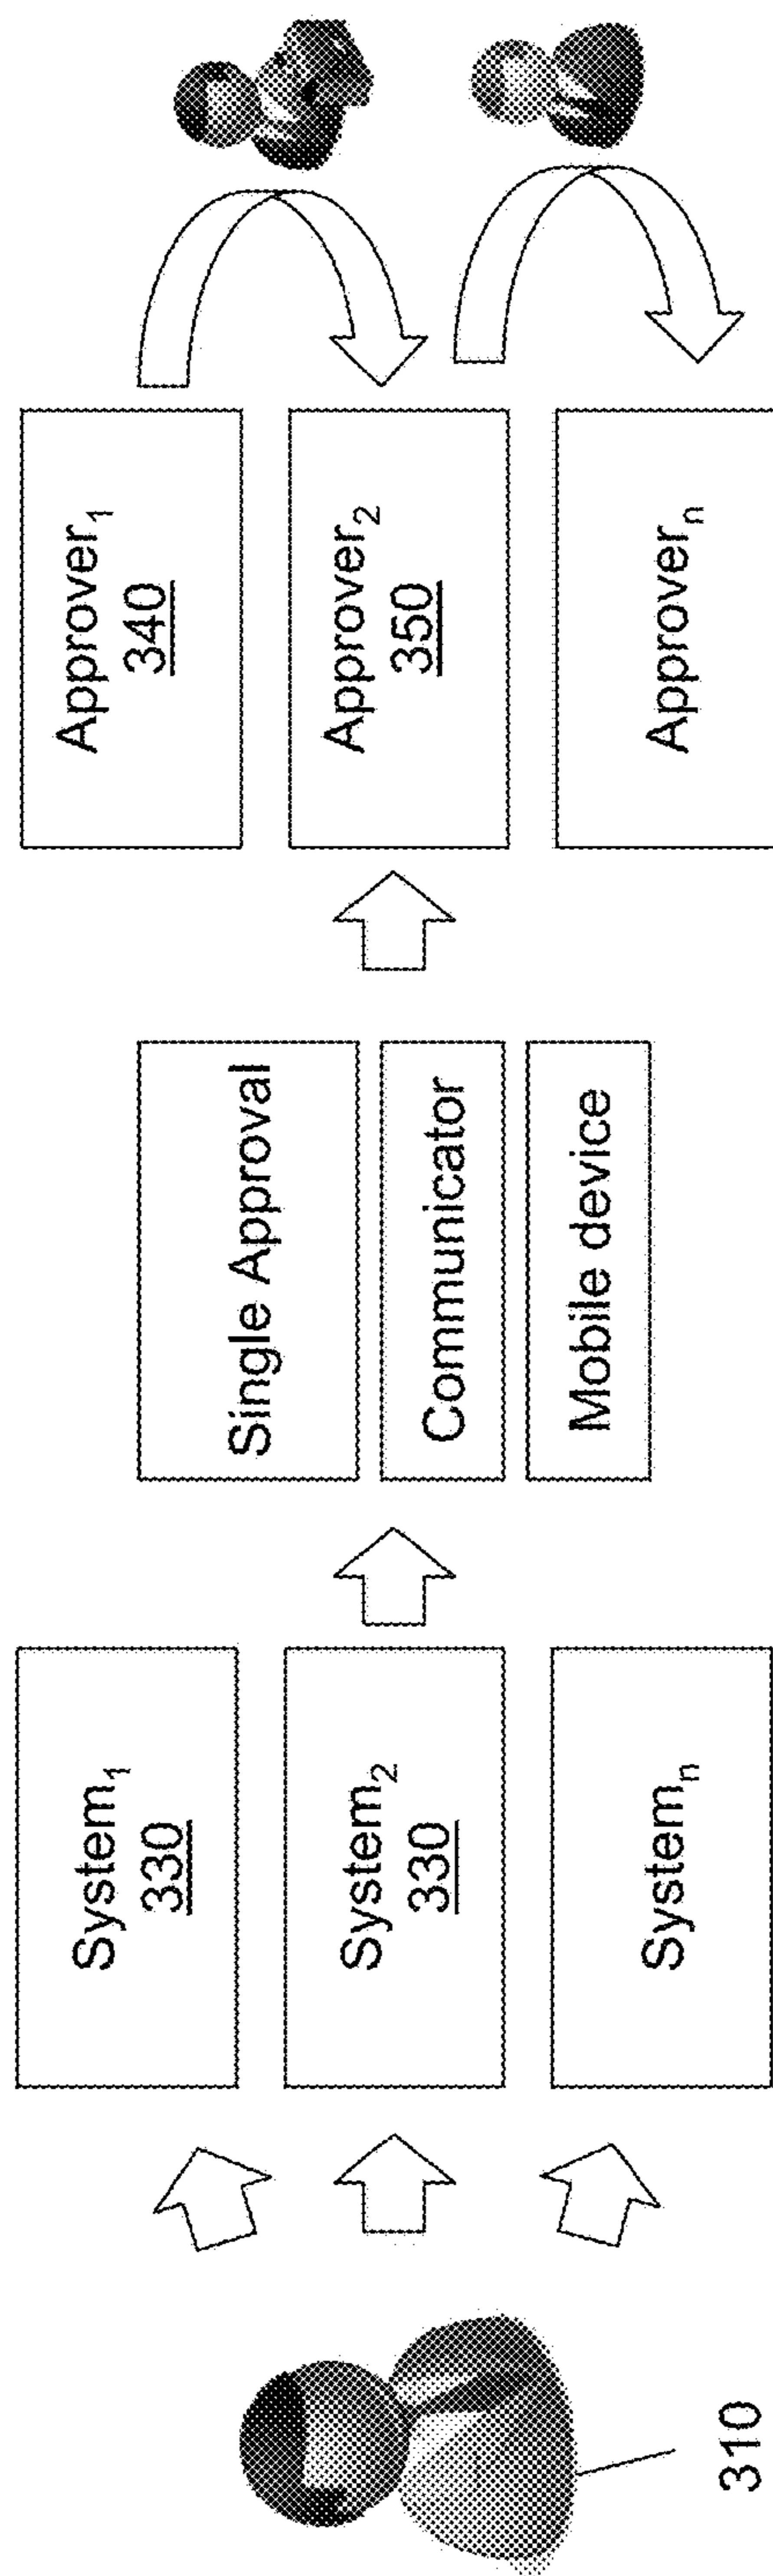 310
System1
330
System2
330
Systemn
Single Approval
Communicator
Mobile device
Approver1
340
Approver2
350
Approvern